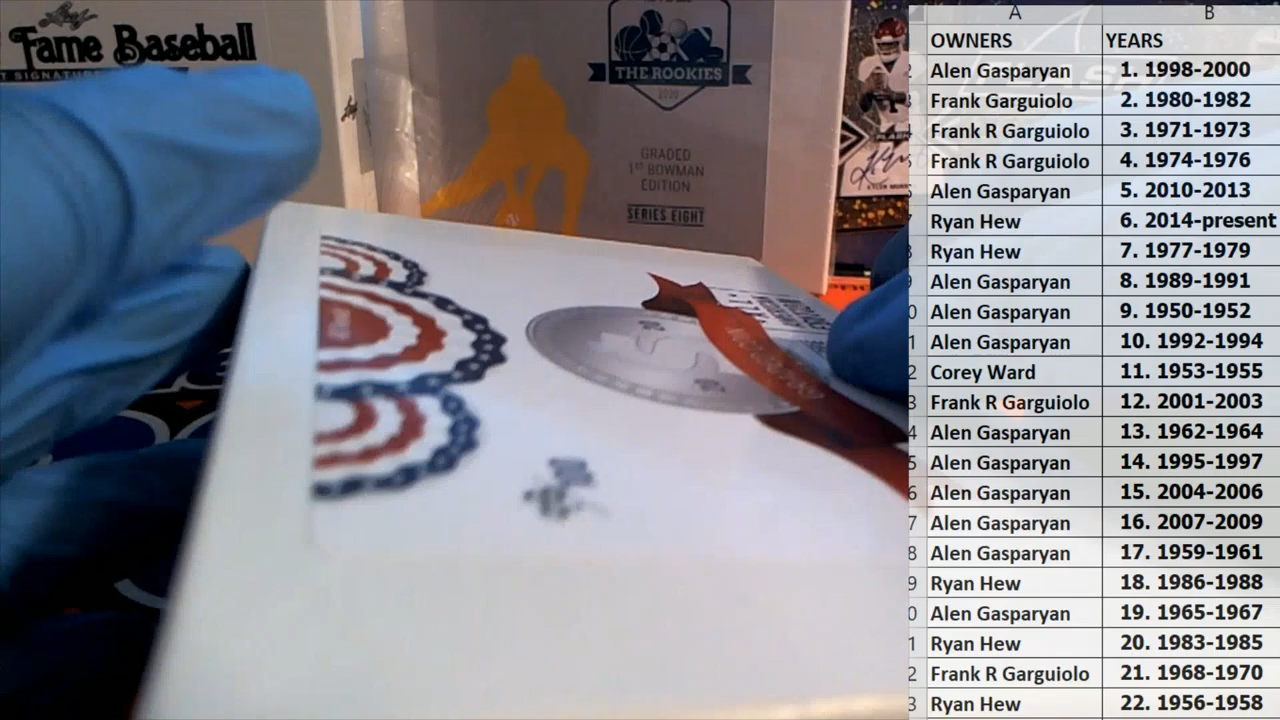 Fame Baseball
THE ROOKIES
2020
GRADED
1ST BOWMAN
EDITION
SERIES EIGHT
A B
OWNERS YEARS
Alen Gasparyan 1. 1998-2000
Frank Garguiolo 2. 1980-1982
Frank R Garguiolo 3. 1971-1973
Frank R Garguiolo 4. 1974-1976
Alen Gasparyan 5. 2010-2013
Ryan Hew 6. 2014-present
Ryan Hew 7. 1977-1979
Alen Gasparyan 8. 1989-1991
Alen Gasparyan 9. 1950-1952
Alen Gasparyan 10. 1992-1994
Corey Ward 11. 1953-1955
Frank R Garguiolo 12. 2001-2003
Alen Gasparyan 13. 1962-1964
Alen Gasparyan 14. 1995-1997
Alen Gasparyan 15. 2004-2006
Alen Gasparyan 16. 2007-2009
Alen Gasparyan 17. 1959-1961
Ryan Hew 18. 1986-1988
Alen Gasparyan 19. 1965-1967
Ryan Hew 20. 1983-1985
Frank R Garguiolo 21. 1968-1970
Ryan Hew 22. 1956-1958